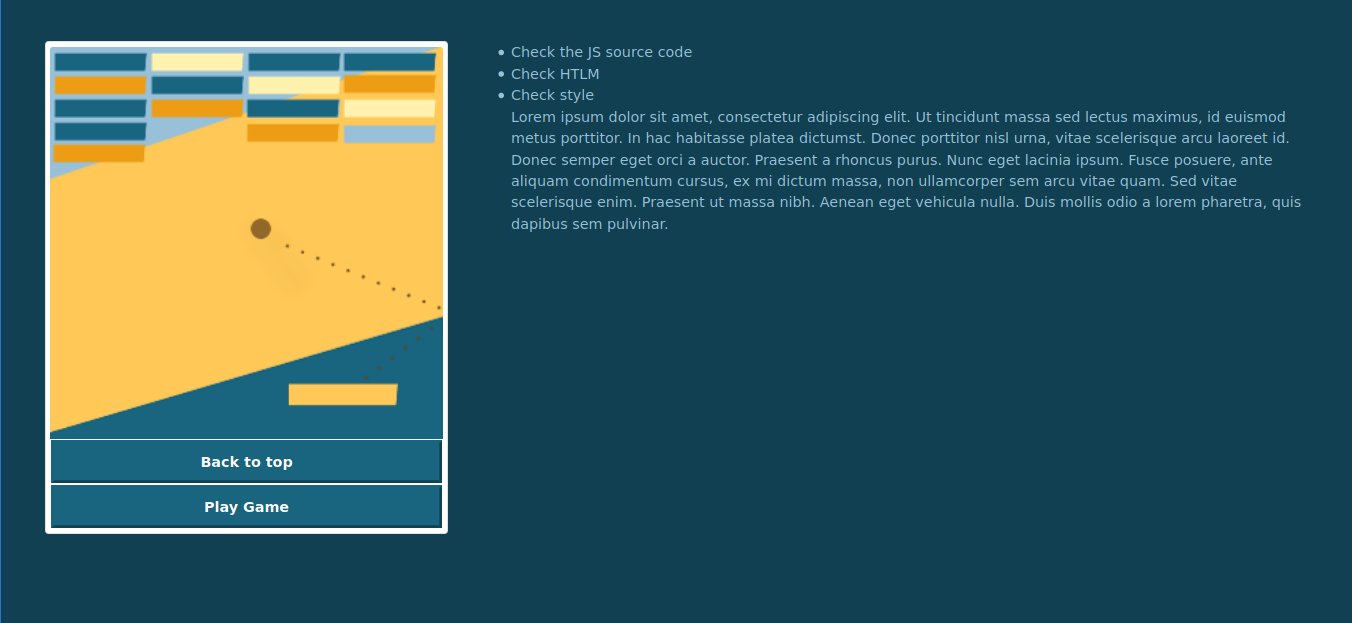 Check the JS source code
Check HTLM
Check style
Lorem ipsum dolor sit amet, consectetur adipiscing elit. Ut tincidunt massa sed lectus maximus, id euismod
metus porttitor. In hac habitasse platea dictumst. Donec porttitor nisl urna, vitae scelerisque arcu laoreet id.
Donec semper eget orci a auctor. Praesent a rhoncus purus. Nunc eget lacinia ipsum. Fusce posuere, ante
aliquam condimentum cursus, ex mi dictum massa, non ullamcorper sem arcu vitae quam. Sed vitae
scelerisque enim. Praesent ut massa nibh. Aenean eget vehicula nulla. Duis mollis odio a lorem pharetra, quis
dapibus sem pulvinar.
Back to top
Play Game